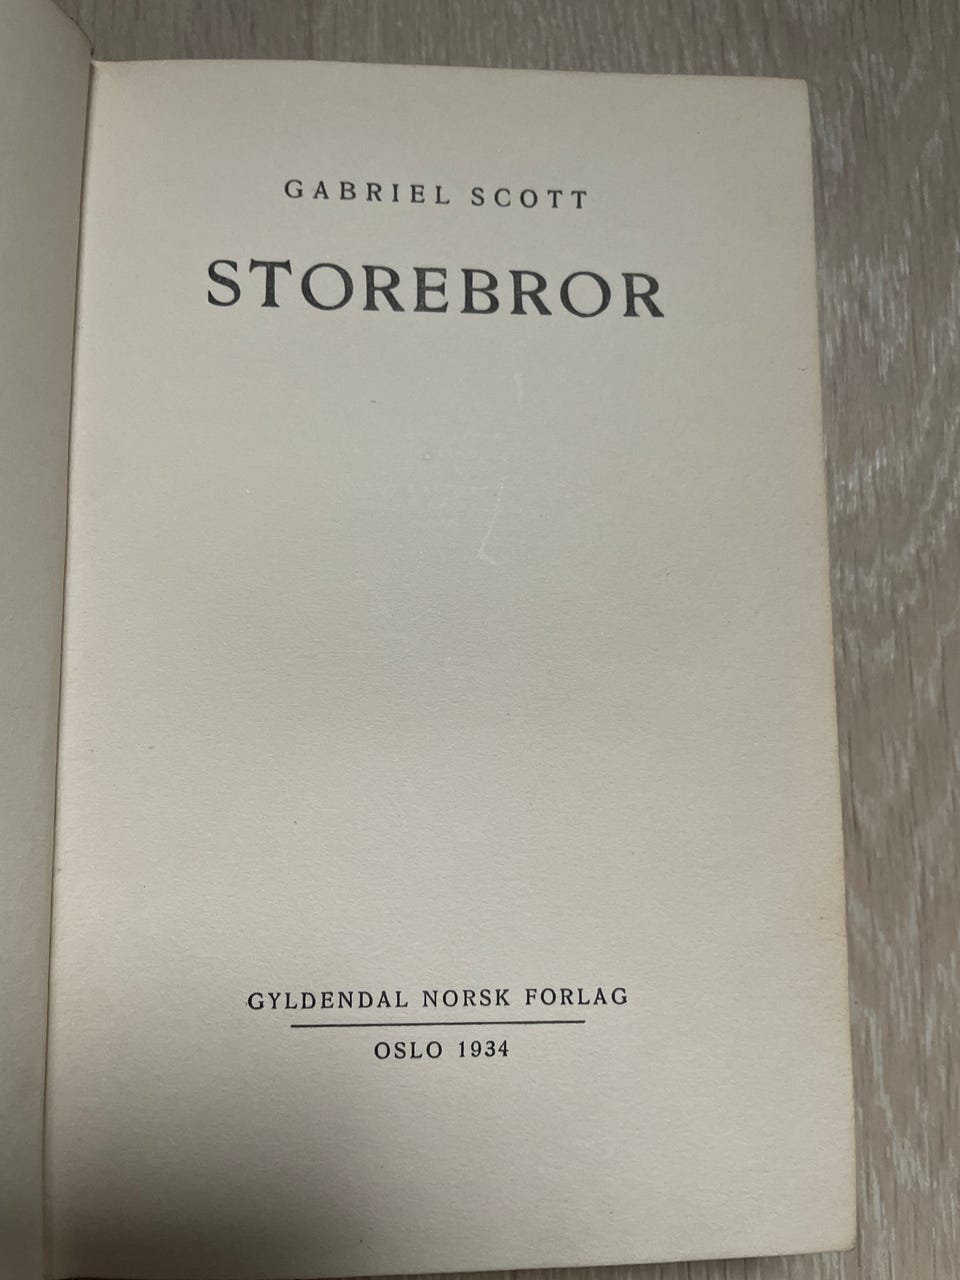 GABRIEL SCOTT
STOREBROR
GYLDENDAL NORSK FORLAG
OSLO 1934